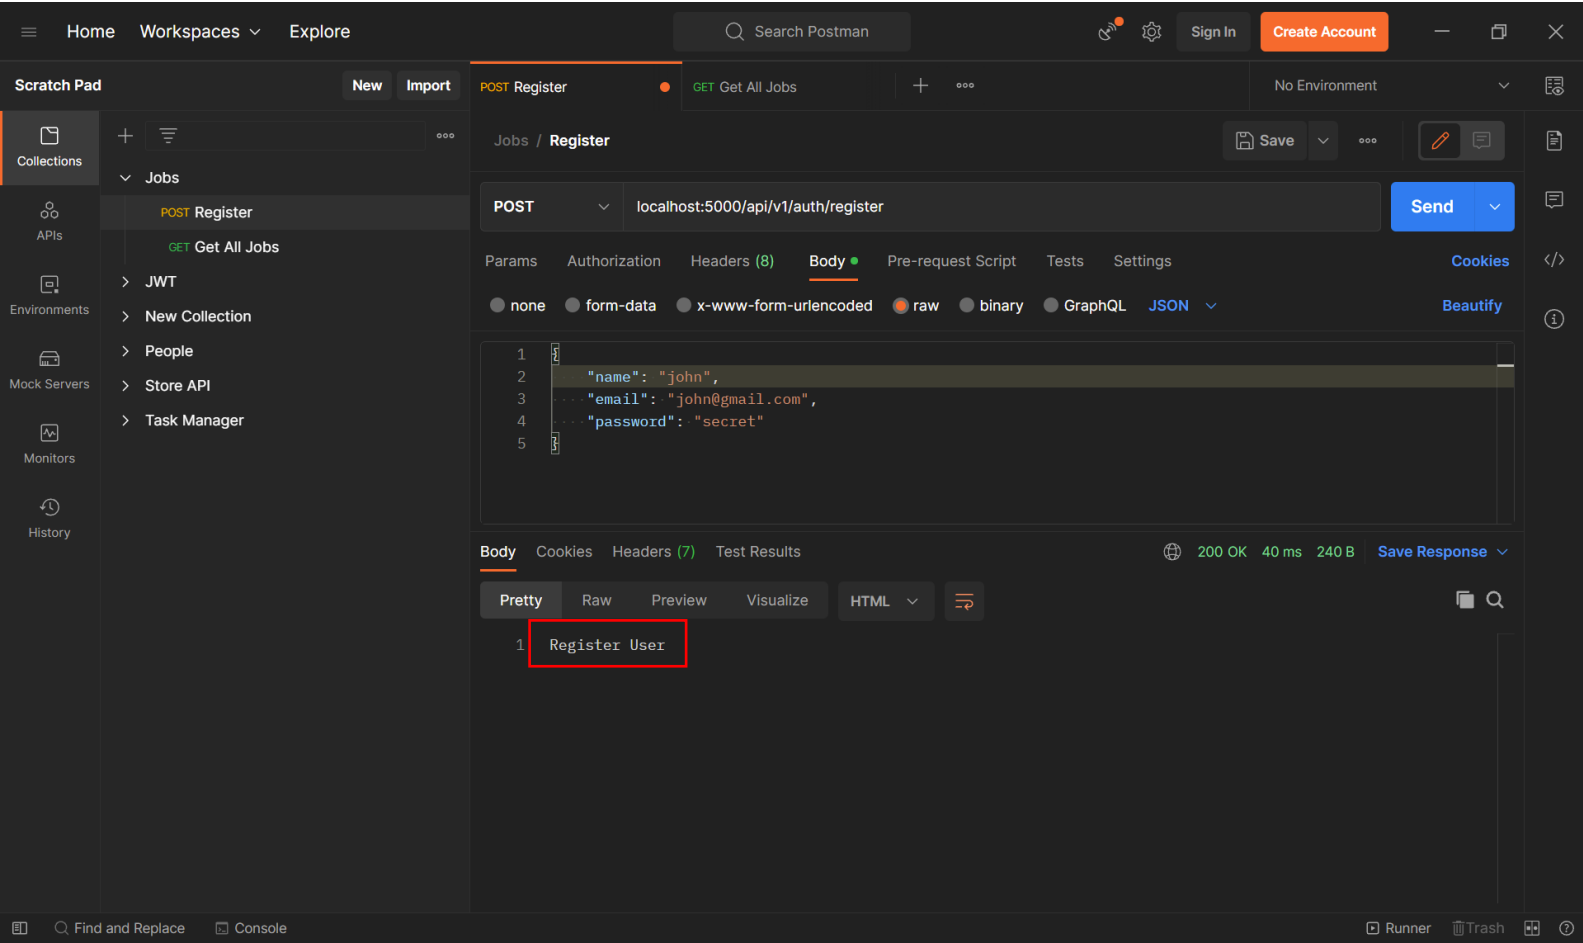 Home Workspaces Explore Search Postman Sign In Create Account
Scratch Pad New Import POST Register GET Get All Jobs No Environment
Collections
Jobs / Register Save
Jobs
POST Register
GET Get All Jobs
JWT
New Collection
People
Store API
Task Manager
APIs
Environments
Mock Servers
Monitors
History
POST localhost:5000/api/v1/auth/register Send
Params Authorization Headers (8) Body Pre-request Script Tests Settings Cookies
none form-data x-www-form-urlencoded raw binary GraphQL JSON Beautify
1 {
2 "name": "john",
3 "email": "john@gmail.com",
4 "password": "secret"
5 }
Body Cookies Headers (7) Test Results 200 OK 40 ms 240 B Save Response
Pretty Raw Preview Visualize HTML
1 Register User
Find and Replace Console Runner Trash